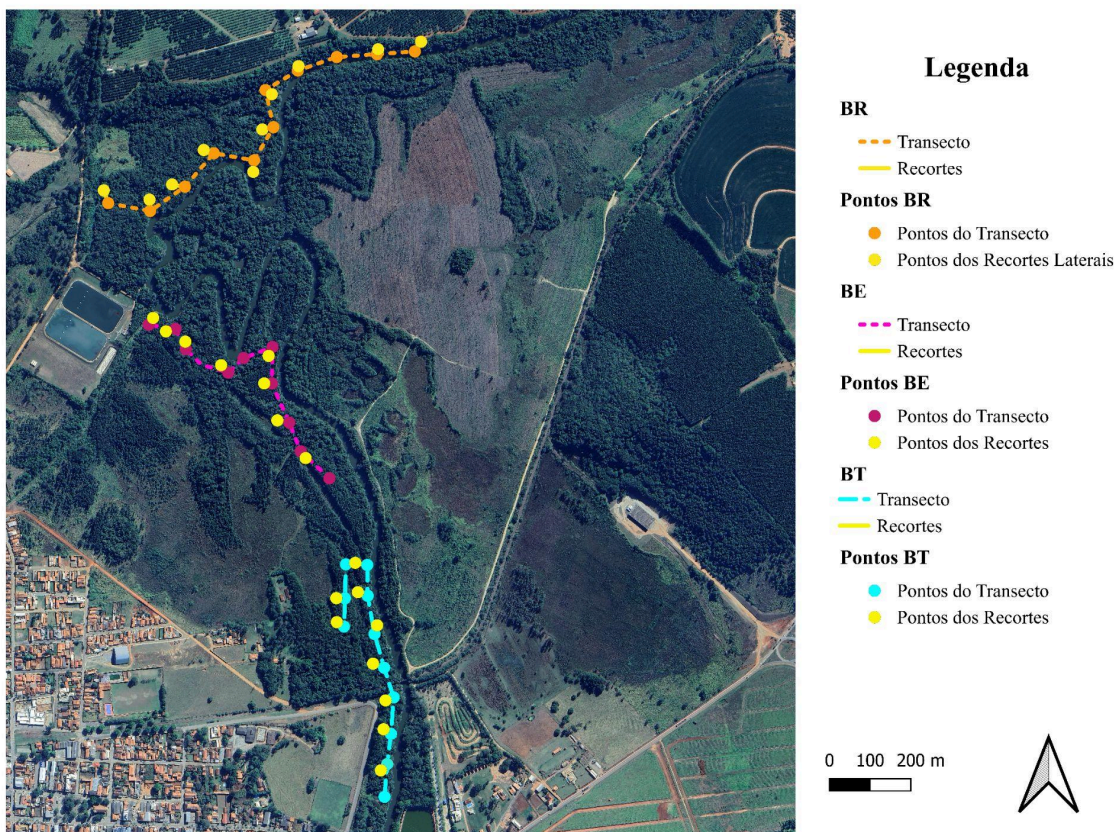 Legenda
BR
Transecto
Recortes
Pontos BR
Pontos do Transecto
Pontos dos Recortes Laterais
BE
Transecto
Recortes
Pontos BE
Pontos do Transecto
Pontos dos Recortes
BT
Transecto
Recortes
Pontos BT
Pontos do Transecto
Pontos dos Recortes
0 100 200 m